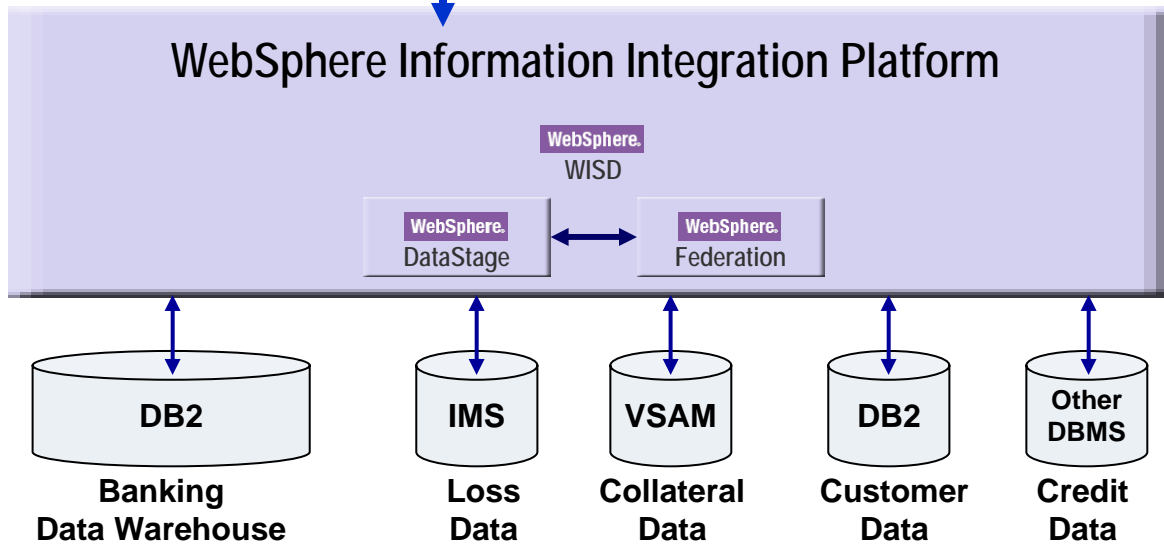 WebSphere Information Integration Platform
WebSphere.
WISD
WebSphere.
DataStage
WebSphere.
Federation
DB2
IMS
VSAM
DB2
Other
DBMS
Banking
Data Warehouse
Loss
Data
Collateral
Data
Customer
Data
Credit
Data